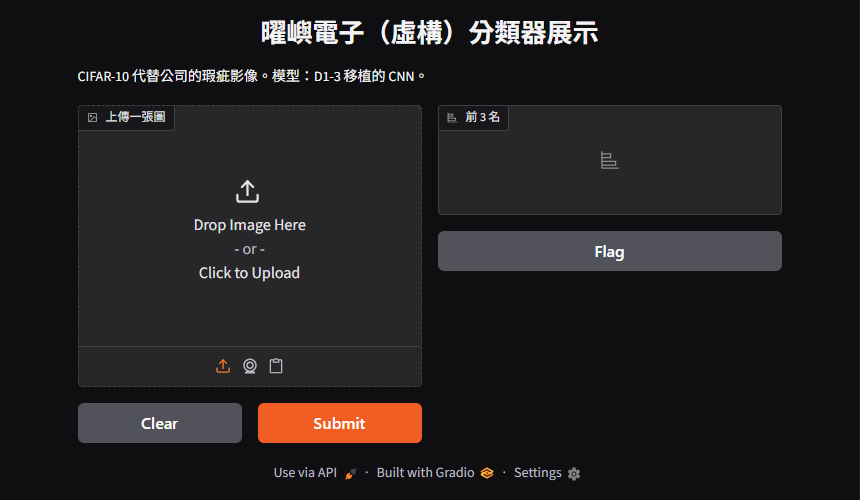 曜嶼電子（虛構）分類器展示
CIFAR-10 代替公司的瑕疵影像。模型：D1-3 移植的 CNN。
上傳一張圖
Drop Image Here
- or -
Click to Upload
Clear
Submit
前 3 名
Flag
Use via API · Built with Gradio · Settings